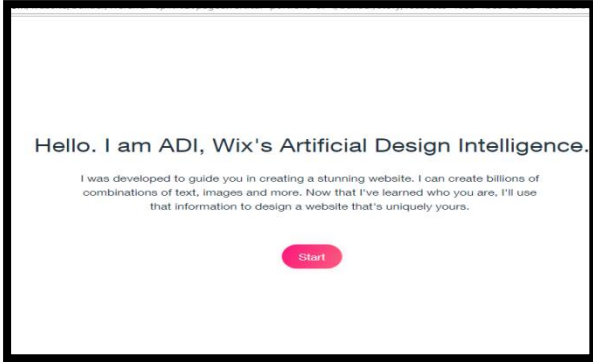 Hello. I am ADI, Wix's Artificial Design Intelligence.
I was developed to guide you in creating a stunning website. I can create billions of
combinations of text, images and more. Now that I've learned who you are, I'll use
that information to design a website that's uniquely yours.
Start